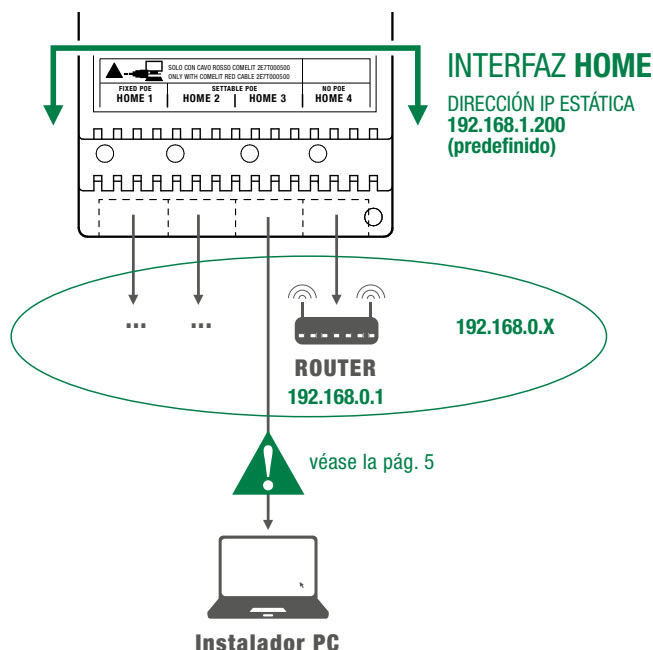 SOLO CON CAVO ROSSO COMELIT 2E7T000500
ONLY WITH COMELIT RED CABLE 2E7T000500
FIXED POE
SETTABLE POE
NO POE
HOME 1
HOME 2
HOME 3
HOME 4
INTERFAZ HOME
DIRECCIÓN IP ESTÁTICA
192.168.1.200
(predefinido)
...
...
192.168.0.X
ROUTER
192.168.0.1
!
véase la pág. 5
Instalador PC